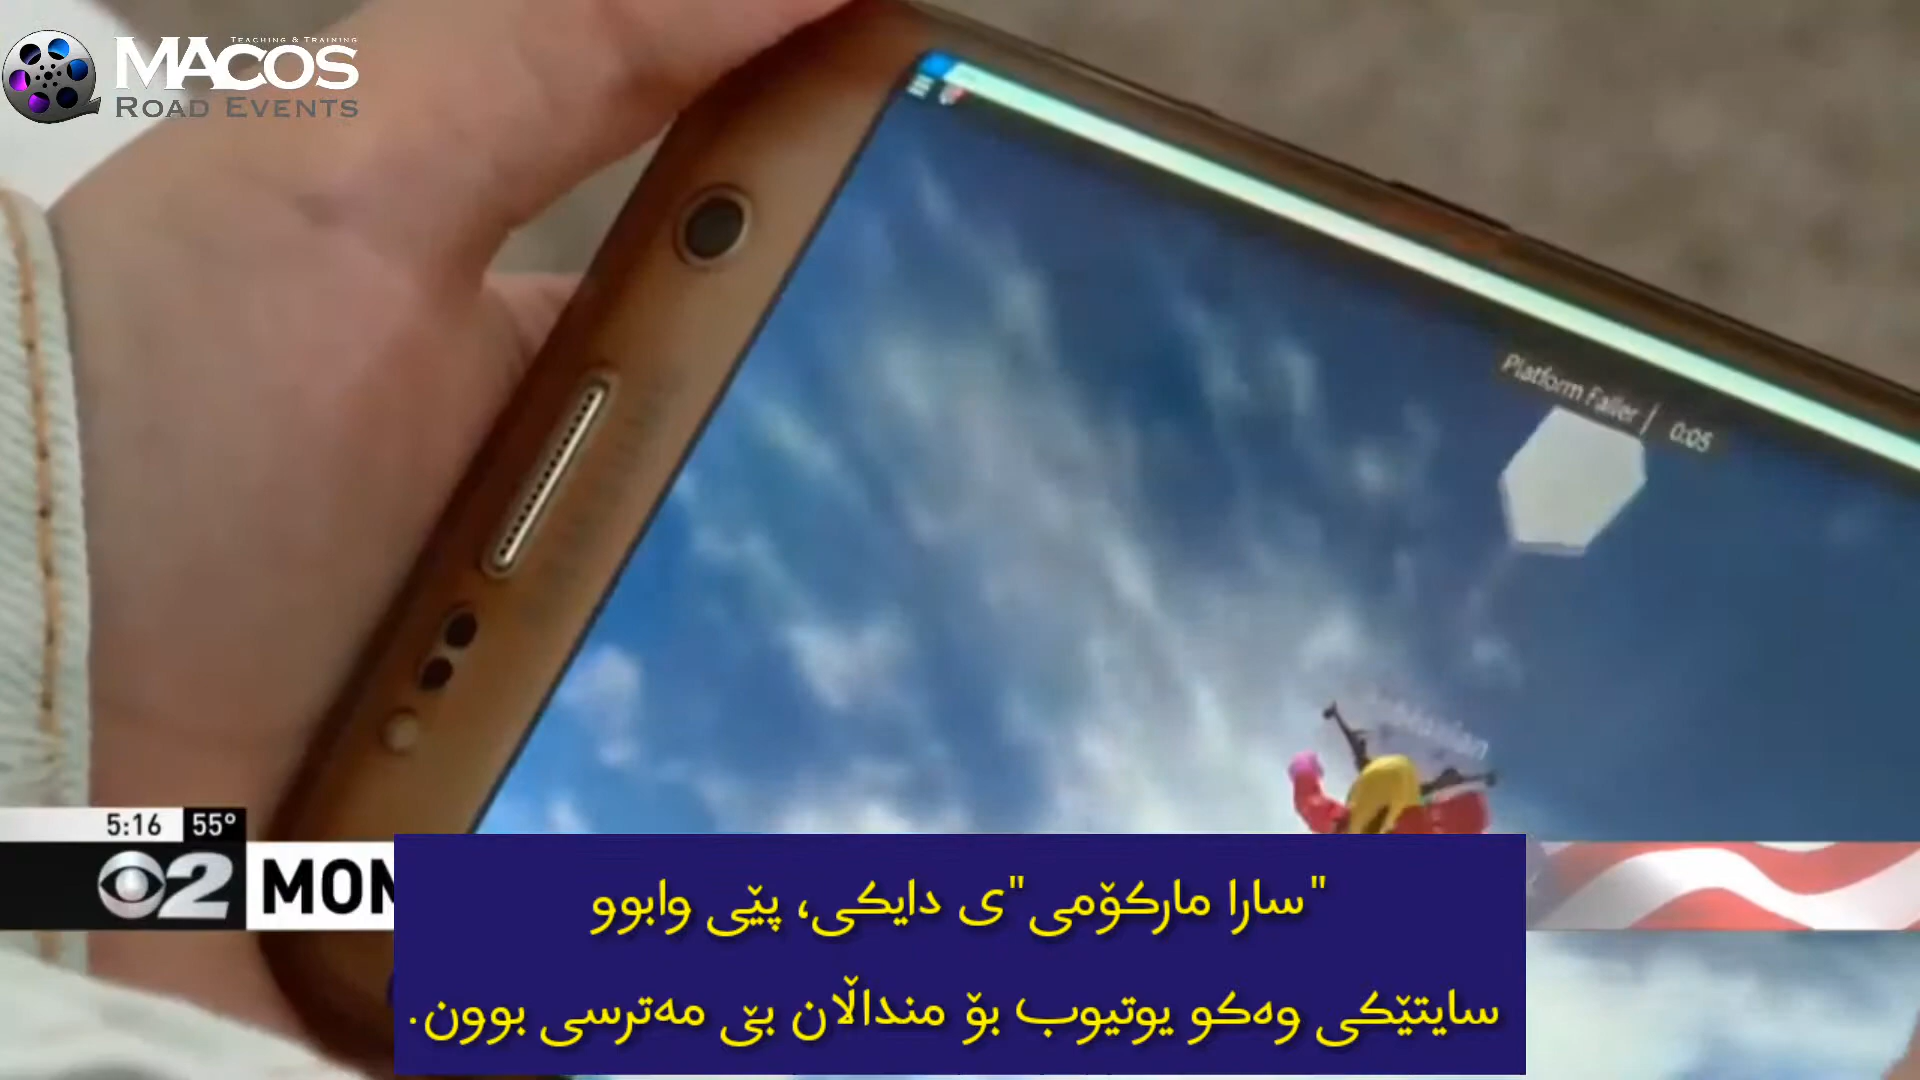 TEACHING & TRAINING
MACOS
ROAD EVENTS
Platform Faller | 0:05
5:16 55°
2 MON
"سارا مارکۆمی"ی دایکی، پێی وابوو
سایتێکی وەکو یوتیوب بۆ منداڵان بێ مەترسی بوون.